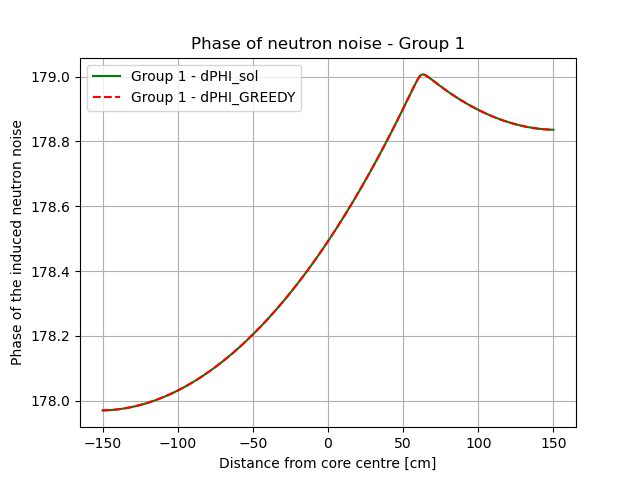 Phase of neutron noise - Group 1
Group 1 - dPHI_sol
Group 1 - dPHI_GREEDY
179.0
178.8
178.6
178.4
178.2
178.0
Phase of the induced neutron noise
−150
−100
−50
0
50
100
150
Distance from core centre [cm]